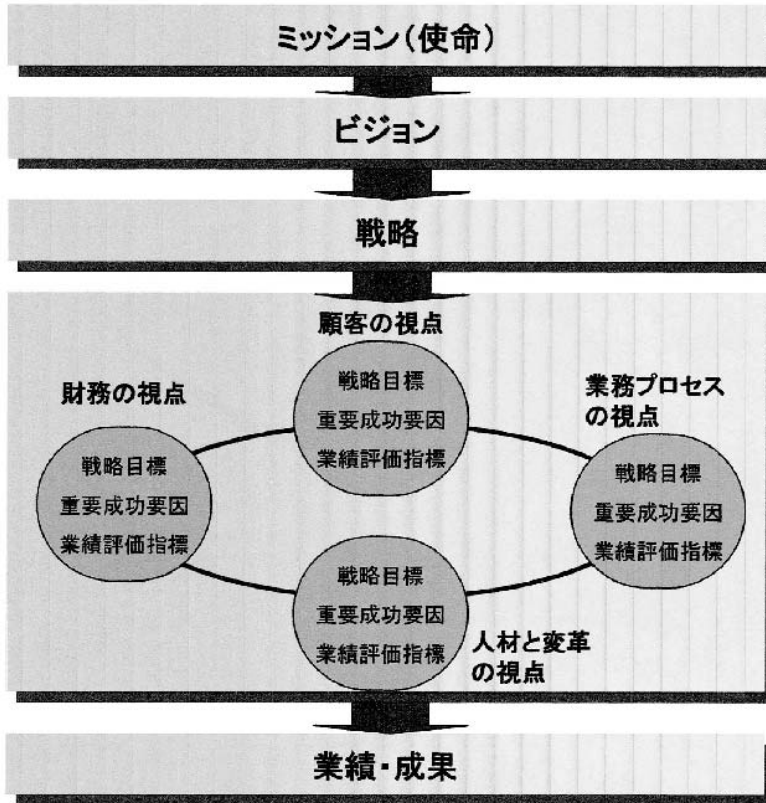 ミッション(使命)
ビジョン
戦略
顧客の視点
戦略目標
重要成功要因
業績評価指標
財務の視点
戦略目標
重要成功要因
業績評価指標
業務プロセス
の視点
戦略目標
重要成功要因
業績評価指標
戦略目標
重要成功要因
業績評価指標
人材と変革
の視点
業績・成果